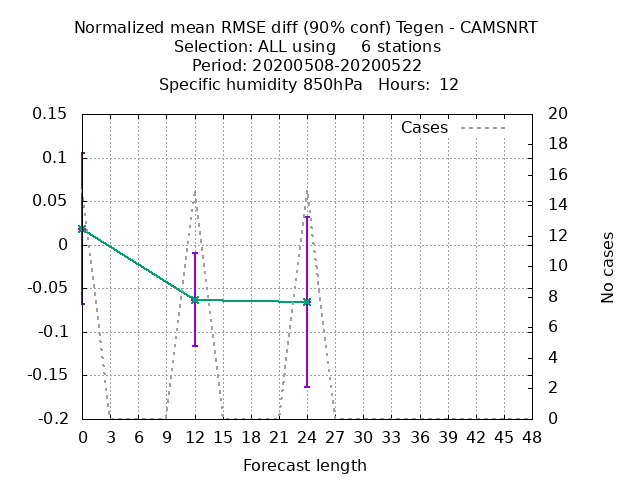 Normalized mean RMSE diff (90% conf) Tegen - CAMSNRT
Selection: ALL using     6 stations
Period: 20200508-20200522
Specific humidity 850hPa   Hours:  12
Cases
0.15
0.1
0.05
0
-0.05
-0.1
-0.15
-0.2
20
18
16
14
12
10
8
6
4
2
0
No cases
0 3 6 9 12 15 18 21 24 27 30 33 36 39 42 45 48
Forecast length